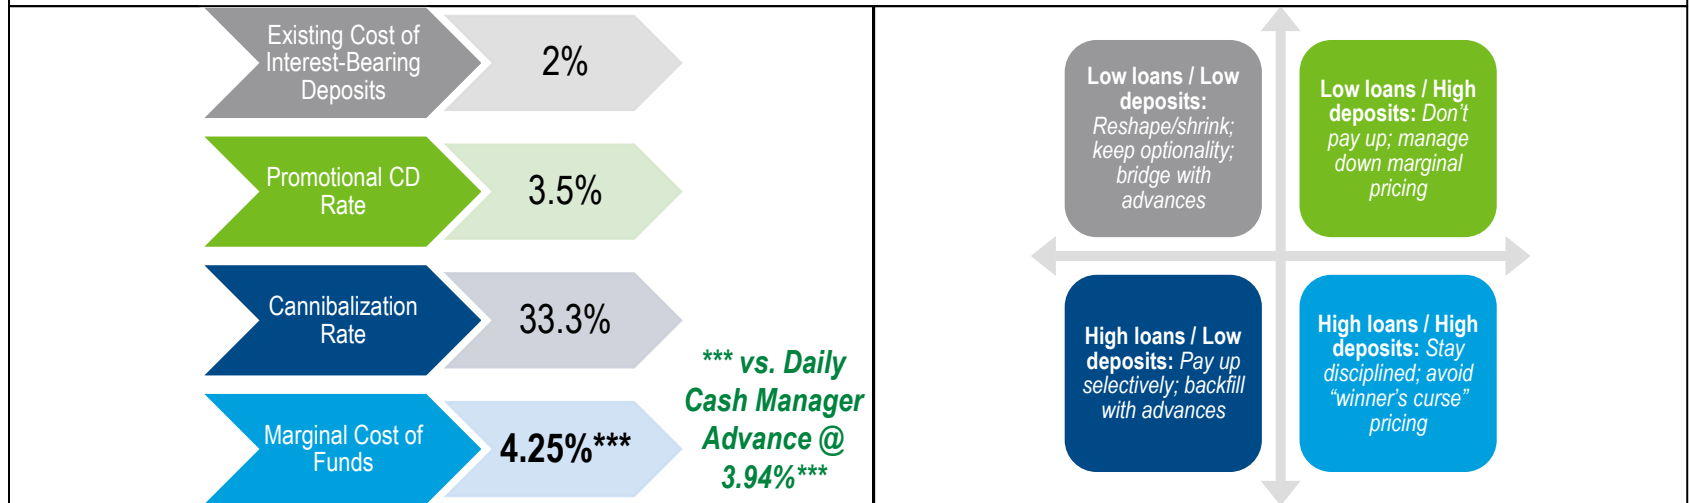 Existing Cost of
Interest-Bearing
Deposits
2%
Promotional CD
Rate
3.5%
Cannibalization
Rate
33.3%
Marginal Cost of
Funds
4.25%***
*** vs. Daily
Cash Manager
Advance @
3.94%***
Low loans / Low
deposits:
Reshape/shrink;
keep optionality;
bridge with
advances
Low loans / High
deposits: Don’t
pay up; manage
down marginal
pricing
High loans / Low
deposits: Pay up
selectively; backfill
with advances
High loans / High
deposits: Stay
disciplined; avoid
“winner’s curse”
pricing